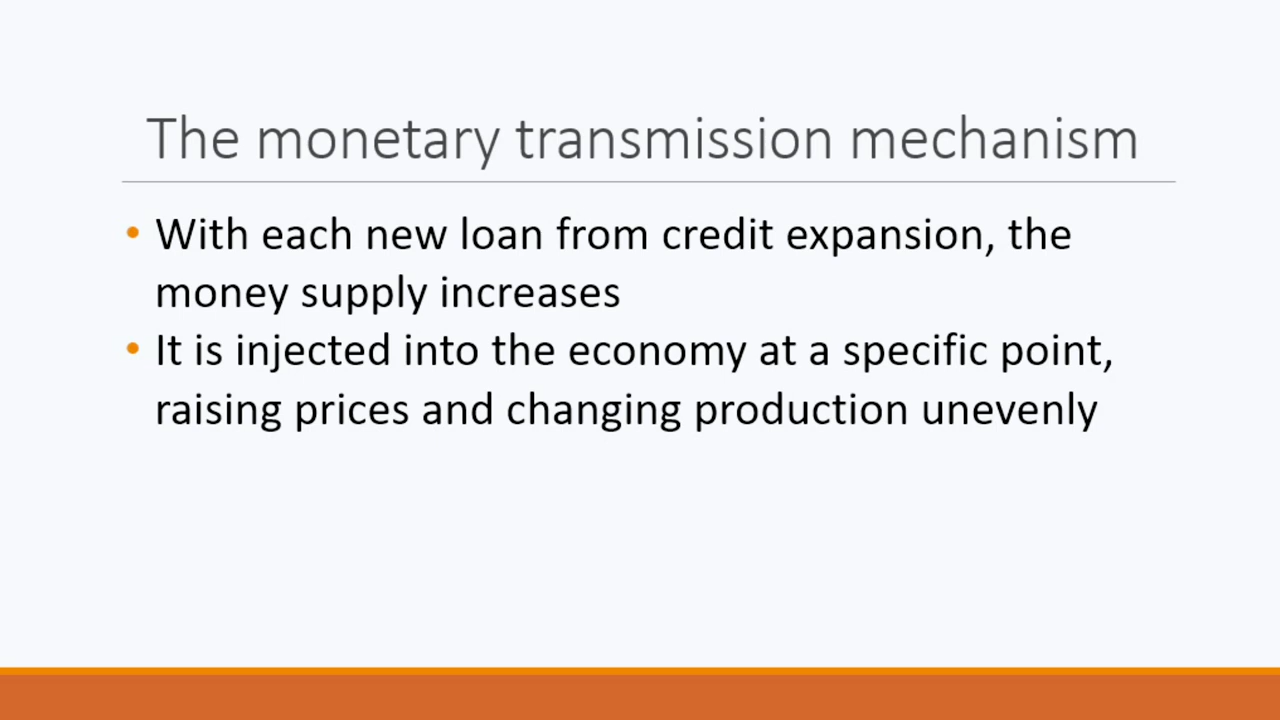 The monetary transmission mechanism
• With each new loan from credit expansion, the
money supply increases
• It is injected into the economy at a specific point,
raising prices and changing production unevenly